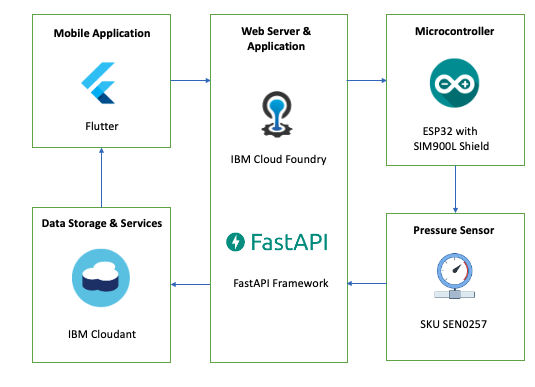 Mobile Application
Flutter
Web Server &
Application
IBM Cloud Foundry
FastAPI
FastAPI Framework
Microcontroller
ESP32 with
SIM900L Shield
Data Storage & Services
IBM Cloudant
Pressure Sensor
SKU SEN0257